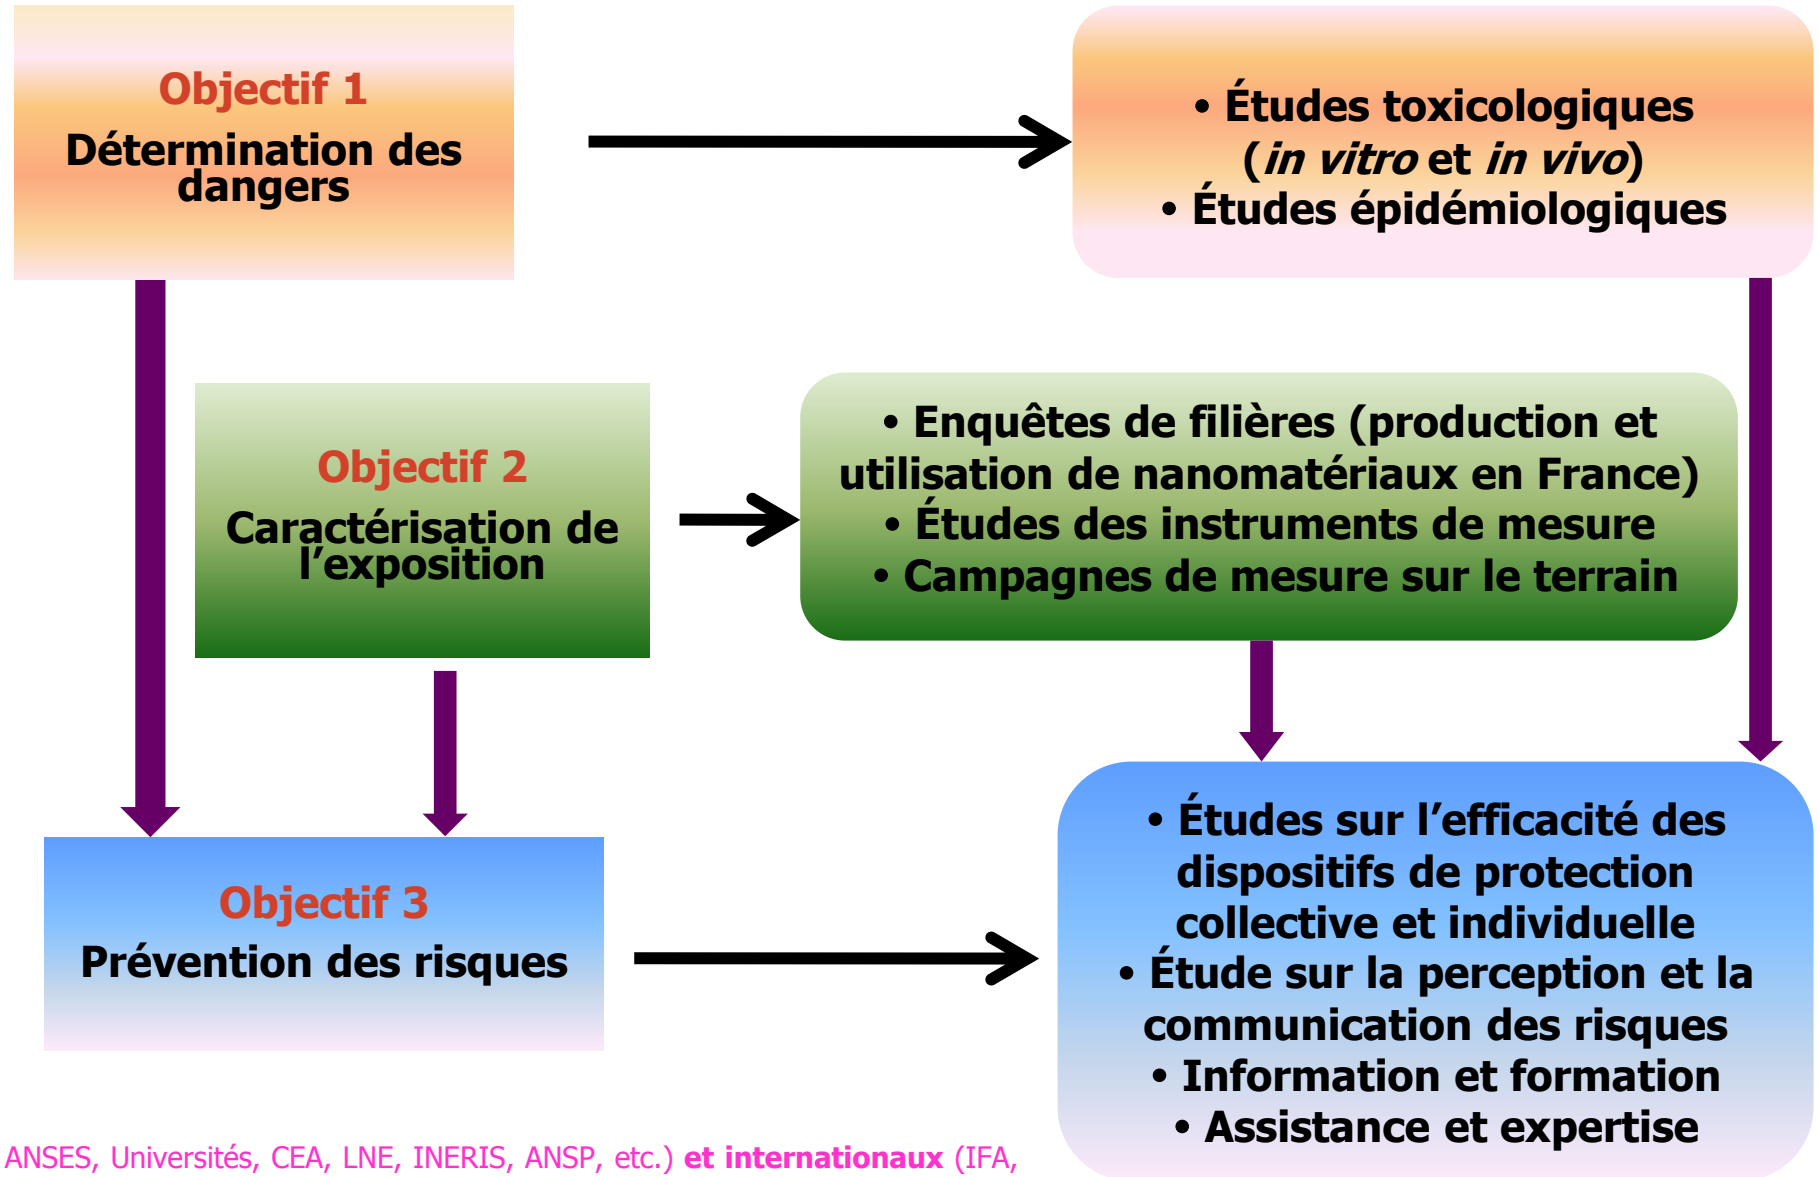 Objectif 1
Détermination des
dangers
• Études toxicologiques
(in vitro et in vivo)
• Études épidémiologiques
Objectif 2
Caractérisation de
l’exposition
• Enquêtes de filières (production et
utilisation de nanomatériaux en France)
• Études des instruments de mesure
• Campagnes de mesure sur le terrain
Objectif 3
Prévention des risques
• Études sur l’efficacité des
dispositifs de protection
collective et individuelle
• Étude sur la perception et la
communication des risques
• Information et formation
• Assistance et expertise
ANSES, Universités, CEA, LNE, INERIS, ANSP, etc.) et internationaux (IFA,